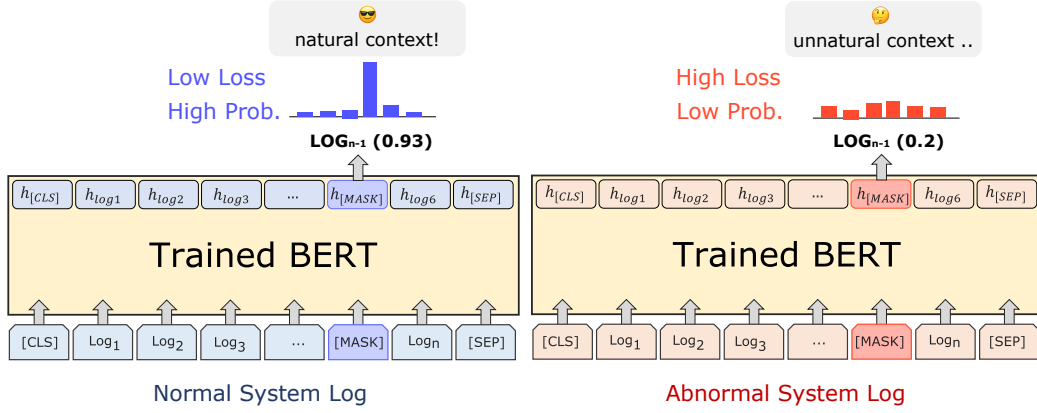 natural context!
Low Loss
High Prob.
LOGn-1 (0.93)
h[CLS] hlog1 hlog2 hlog3 ... h[MASK] hlog6 h[SEP]
Trained BERT
[CLS] Log1 Log2 Log3 ... [MASK] Logn [SEP]
Normal System Log
unnatural context ..
High Loss
Low Prob.
LOGn-1 (0.2)
h[CLS] hlog1 hlog2 hlog3 ... h[MASK] hlog6 h[SEP]
Trained BERT
[CLS] Log1 Log2 Log3 ... [MASK] Logn [SEP]
Abnormal System Log